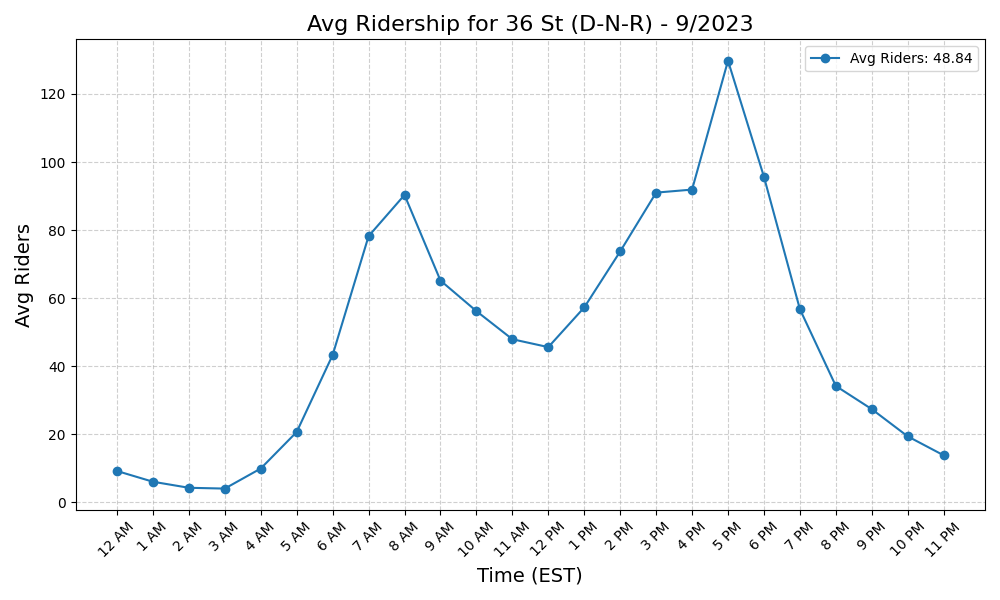 Avg Ridership for 36 St (D-N-R) - 9/2023
Avg Riders: 48.84
120
100
80
60
40
20
0
Avg Riders
12 AM
1 AM
2 AM
3 AM
4 AM
5 AM
6 AM
7 AM
8 AM
9 AM
10 AM
11 AM
12 PM
1 PM
2 PM
3 PM
4 PM
5 PM
6 PM
7 PM
8 PM
9 PM
10 PM
11 PM
Time (EST)